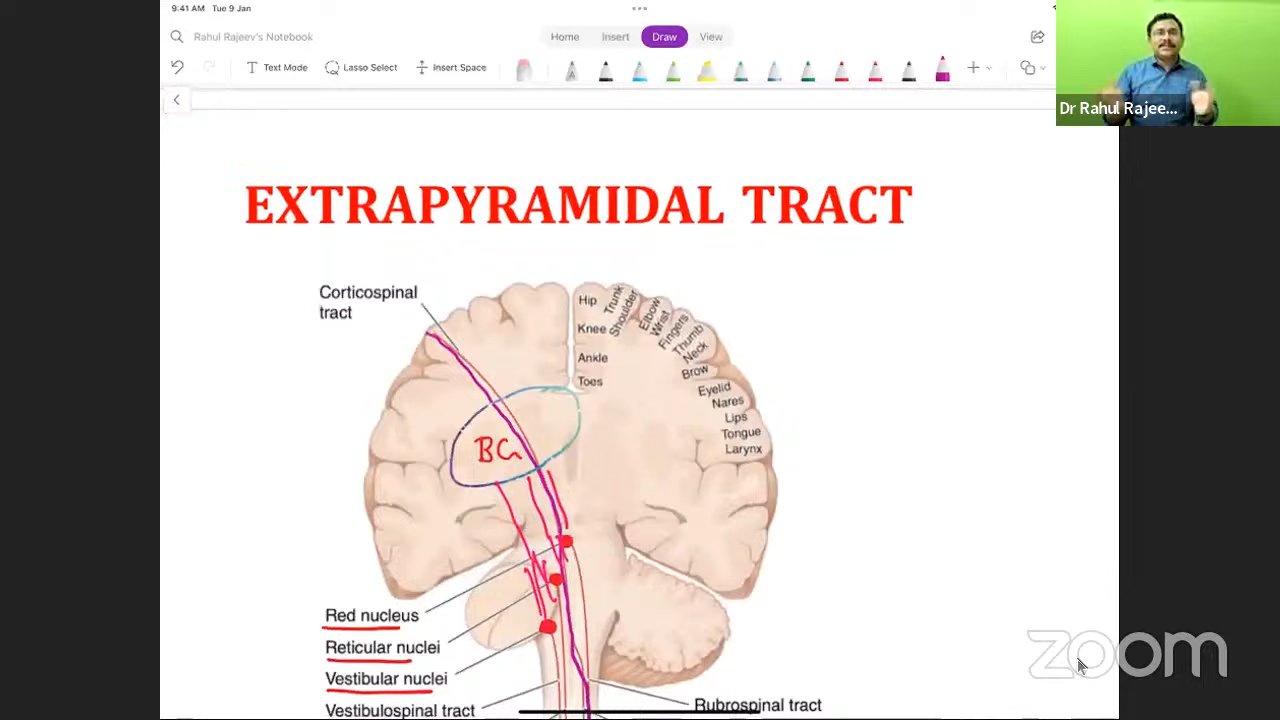 9:41 AM Tue 9 Jan
Rahul Rajeev's Notebook
Home Insert Draw View
Text Mode Lasso Select Insert Space
Dr Rahul Rajee...
EXTRAPYRAMIDAL TRACT
Corticospinal
tract
Hip
Trunk
Shoulder
Elbow
Wrist
Fingers
Thumb
Neck
Brow
Knee
Ankle
Toes
Eyelid
Nares
Lips
Tongue
Larynx
BG
Red nucleus
Reticular nuclei
Vestibular nuclei
Vestibulospinal tract
Rubrospinal tract
zoom